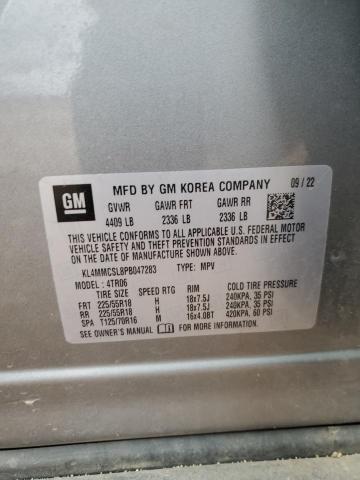 GM
MFD BY GM KOREA COMPANY 09/22
GVWR GAWR FRT GAWR RR
4409 LB 2336 LB 2336 LB
THIS VEHICLE CONFORMS TO ALL APPLICABLE U.S. FEDERAL MOTOR
VEHICLE SAFETY AND THEFT PREVENTION STANDARDS IN EFFECT
ON THE DATE OF MANUFACTURE SHOWN ABOVE.
KL4MMCSL8PB047283 TYPE: MPV
MODEL: 4TR06
TIRE SIZE RIM COLD TIRE PRESSURE
FRT 225/55R18 H 18x7.5J 240KPA, 35 PSI
RR 225/55R18 H 18x7.5J 240KPA, 35 PSI
SPA T125/70R16 M 16x4.0BT 420KPA, 60 PSI
SEE OWNER'S MANUAL FOR MORE INFORMATION.